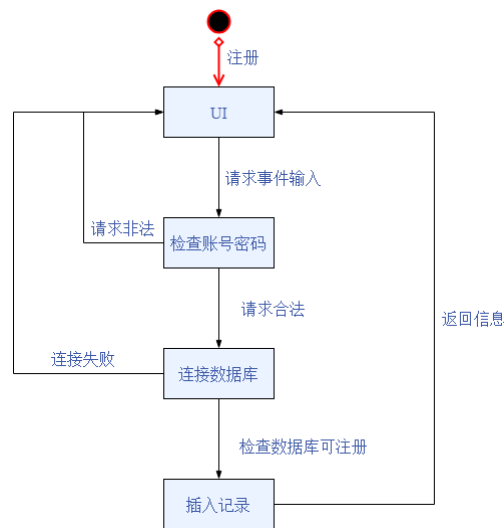 注册
UI
请求事件输入
请求非法
检查账号密码
请求合法
返回信息
连接失败
连接数据库
检查数据库可注册
插入记录